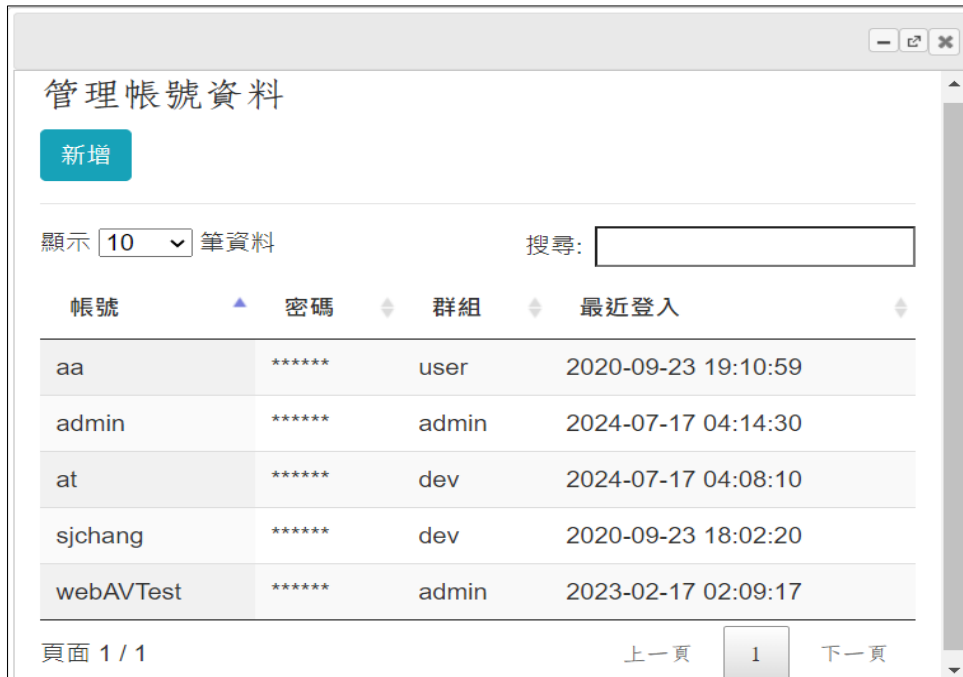 管理帳號資料
新增
顯示 10 筆資料 搜尋:
帳號 密碼 群組 最近登入
aa ****** user 2020-09-23 19:10:59
admin ****** admin 2024-07-17 04:14:30
at ****** dev 2024-07-17 04:08:10
sjchang ****** dev 2020-09-23 18:02:20
webAVTest ****** admin 2023-02-17 02:09:17
頁面 1 / 1 上一頁 1 下一頁